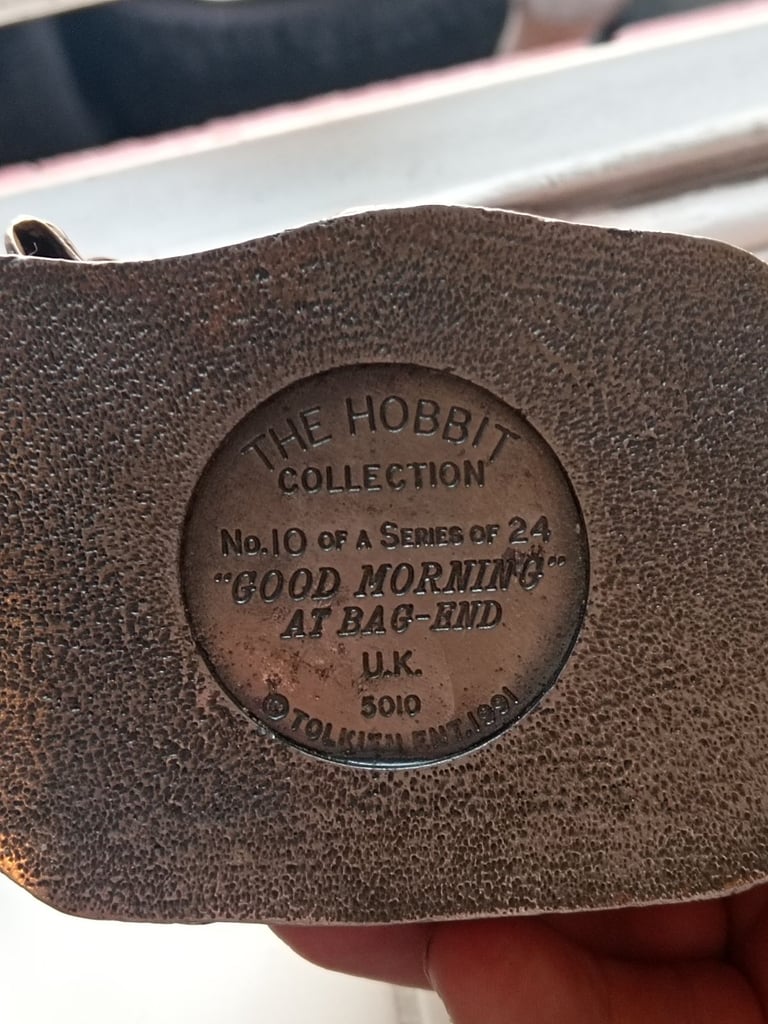 THE HOBBIT
COLLECTION
No.10 OF A SERIES OF 24
"GOOD MORNING"
AT BAG-END
U.K.
5010
© TOLKIEN ENT. 1991